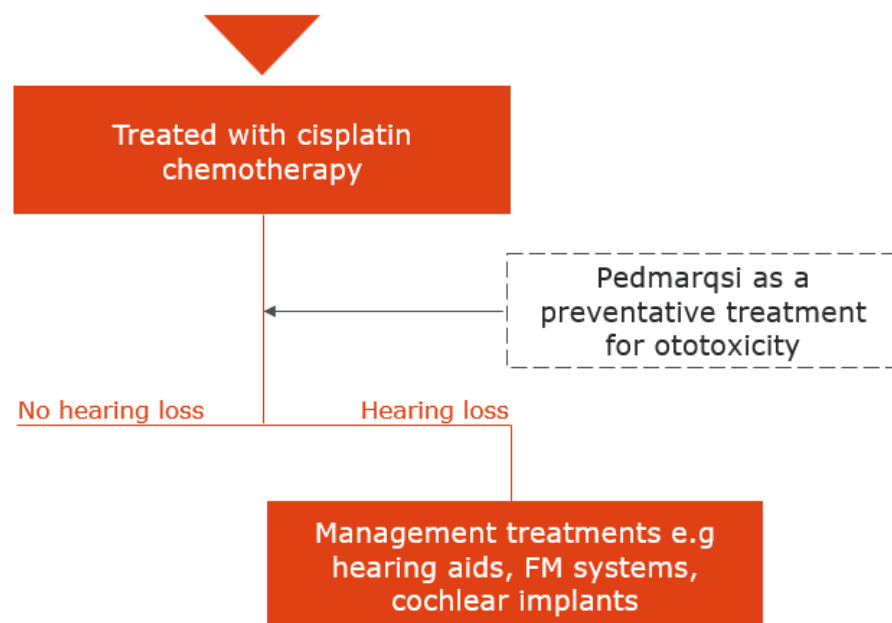 Treated with cisplatin
chemotherapy
Pedmarqsi as a
preventative treatment
for ototoxicity
No hearing loss
Hearing loss
Management treatments e.g
hearing aids, FM systems,
cochlear implants